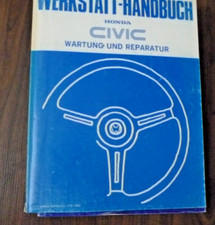 WERKSTATT-HANDBUCH
HONDA
CIVIC
WARTUNG UND REPARATUR